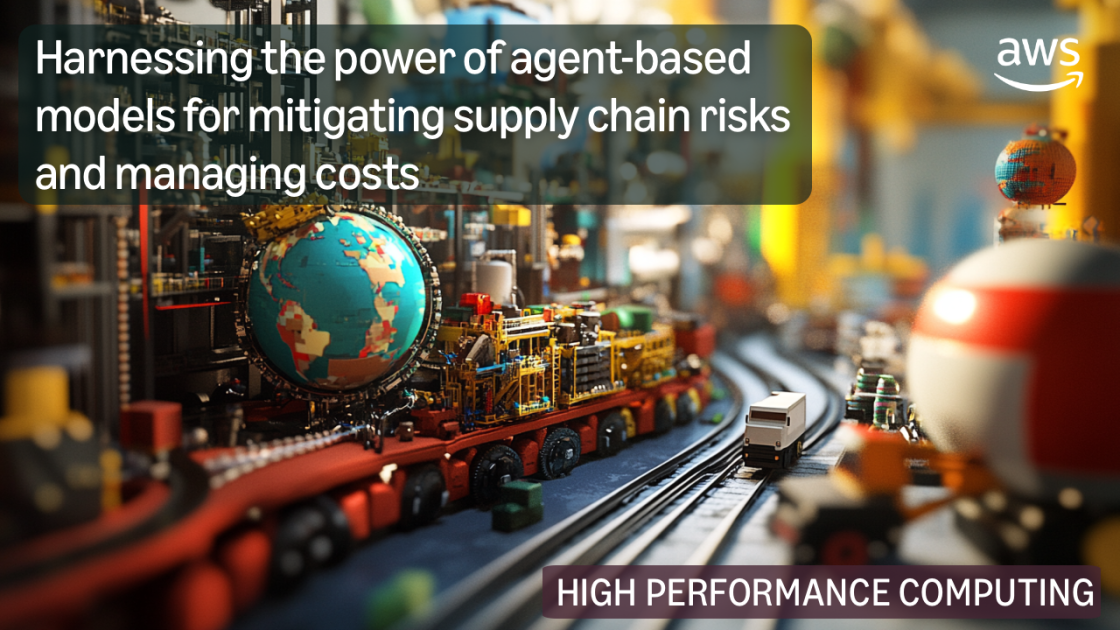 Harnessing the power of agent-based
models for mitigating supply chain risks
and managing costs
aws
HIGH PERFORMANCE COMPUTING